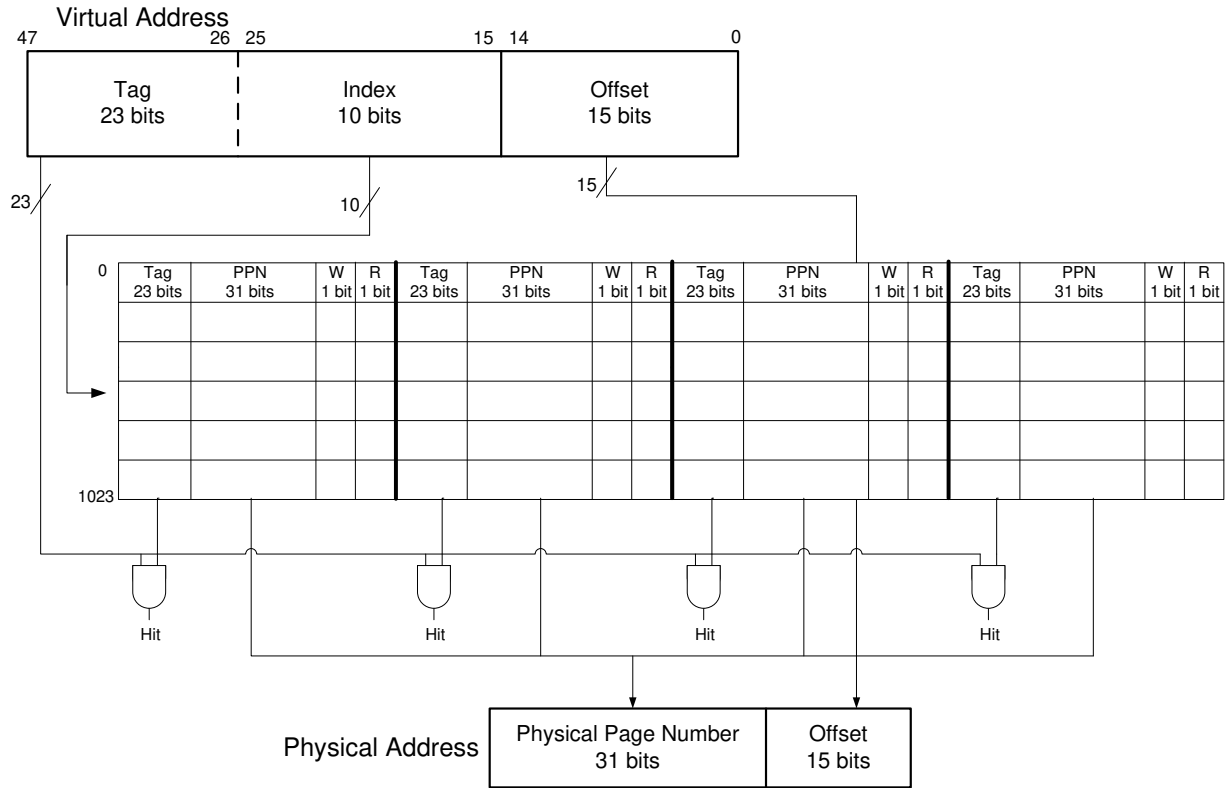 Virtual Address
47 26 25 15 14 0
Tag Index Offset
23 bits 10 bits 15 bits
23 10 15
0 Tag PPN W R Tag PPN W R Tag PPN W R Tag PPN W R
23 bits 31 bits 1 bit 1 bit 23 bits 31 bits 1 bit 1 bit 23 bits 31 bits 1 bit 1 bit 23 bits 31 bits 1 bit 1 bit
1023
Hit Hit Hit Hit
Physical Address
Physical Page Number Offset
31 bits 15 bits